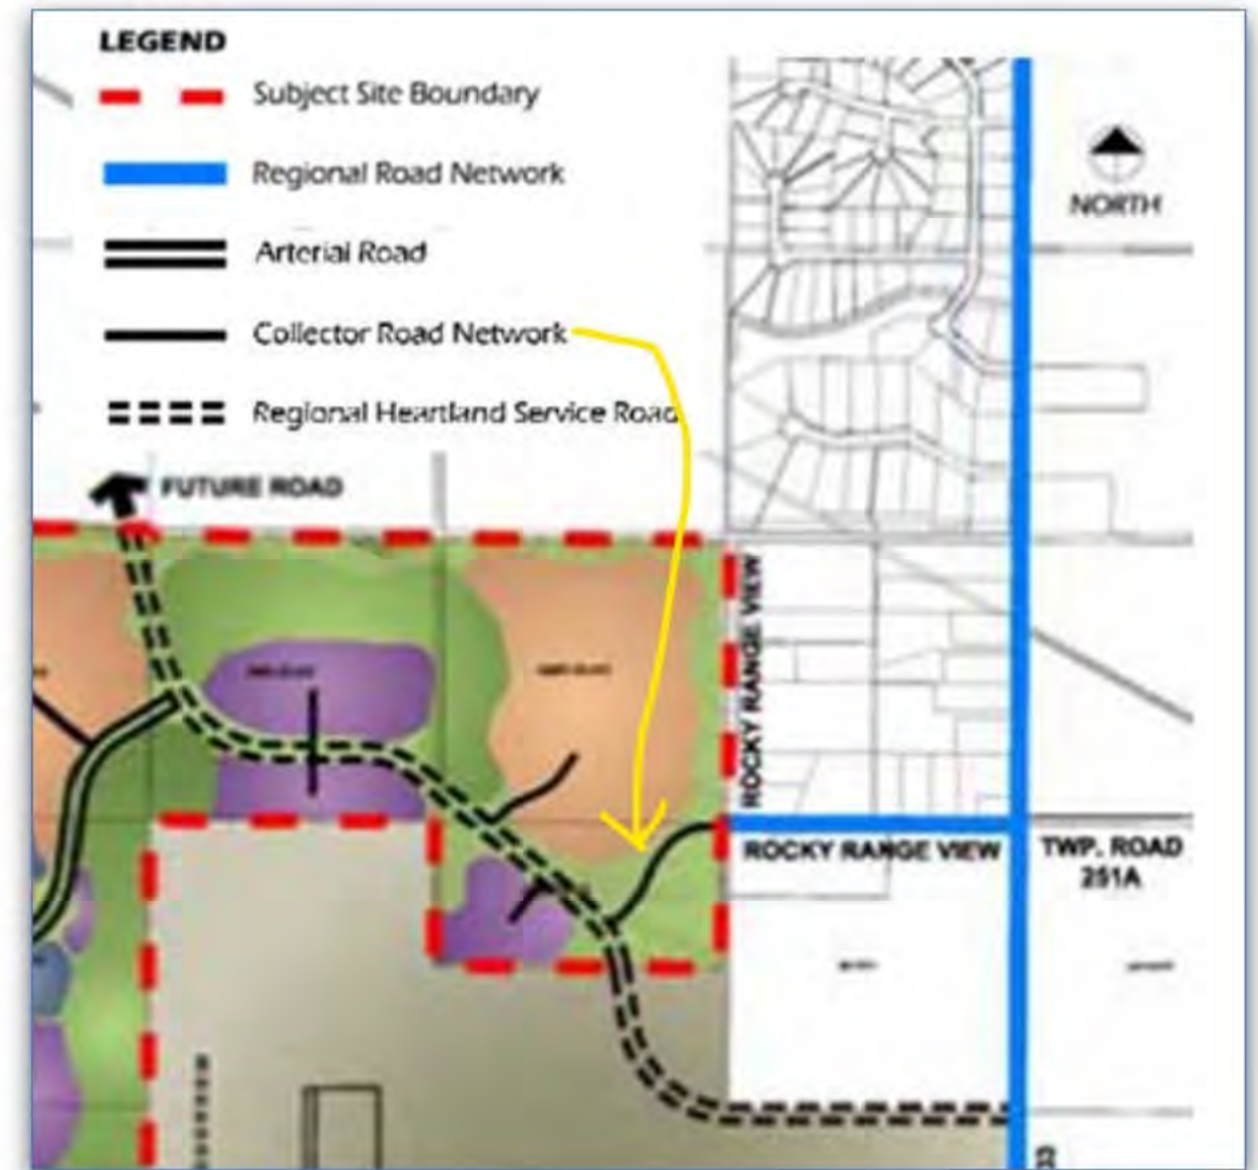 LEGEND
Subject Site Boundary
Regional Road Network
Arterial Road
Collector Road Network
Regional Heartland Service Road
NORTH
FUTURE ROAD
ROCKY RANGE VIEW
ROCKY RANGE VIEW
TWP. ROAD
251A
33